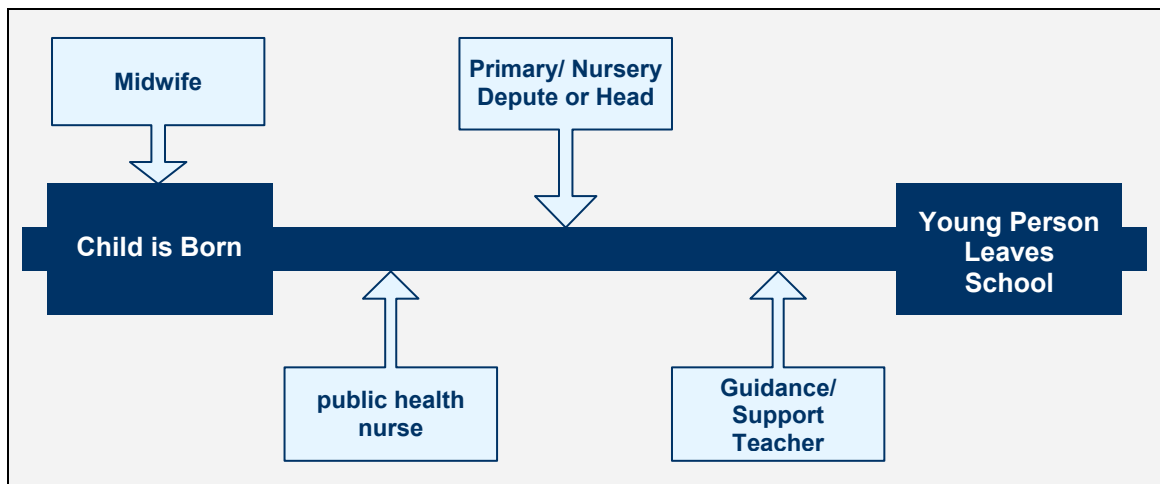 Midwife
Primary/ Nursery
Depute or Head
Child is Born
Young Person
Leaves
School
public health
nurse
Guidance/
Support
Teacher